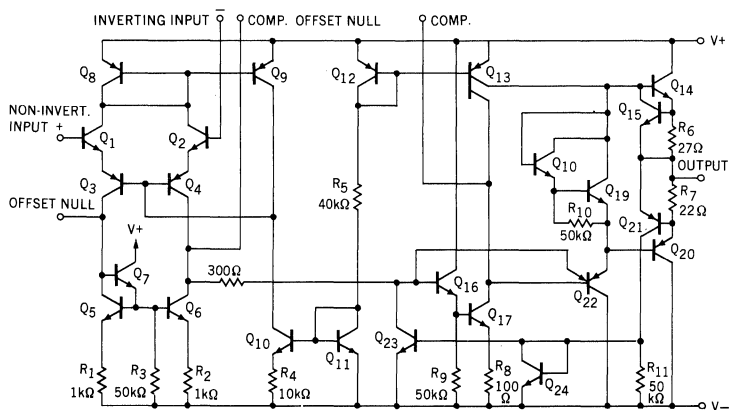 INVERTING INPUT −
COMP. OFFSET NULL
COMP.
V+
Q8
Q9
Q12
Q13
Q14
Q15
NON-INVERT.
INPUT +
Q1
Q2
R6
27Ω
Q10
OUTPUT
Q3
Q4
R5
40kΩ
Q19
R7
22Ω
OFFSET NULL
V+
R10
50kΩ
Q21
Q20
Q7
300Ω
Q16
Q22
Q5
Q6
Q17
Q10
Q11
Q23
R1
1kΩ
R3
50kΩ
R2
1kΩ
R4
10kΩ
R9
50kΩ
R8
100
Ω
Q24
R11
50
kΩ
V−